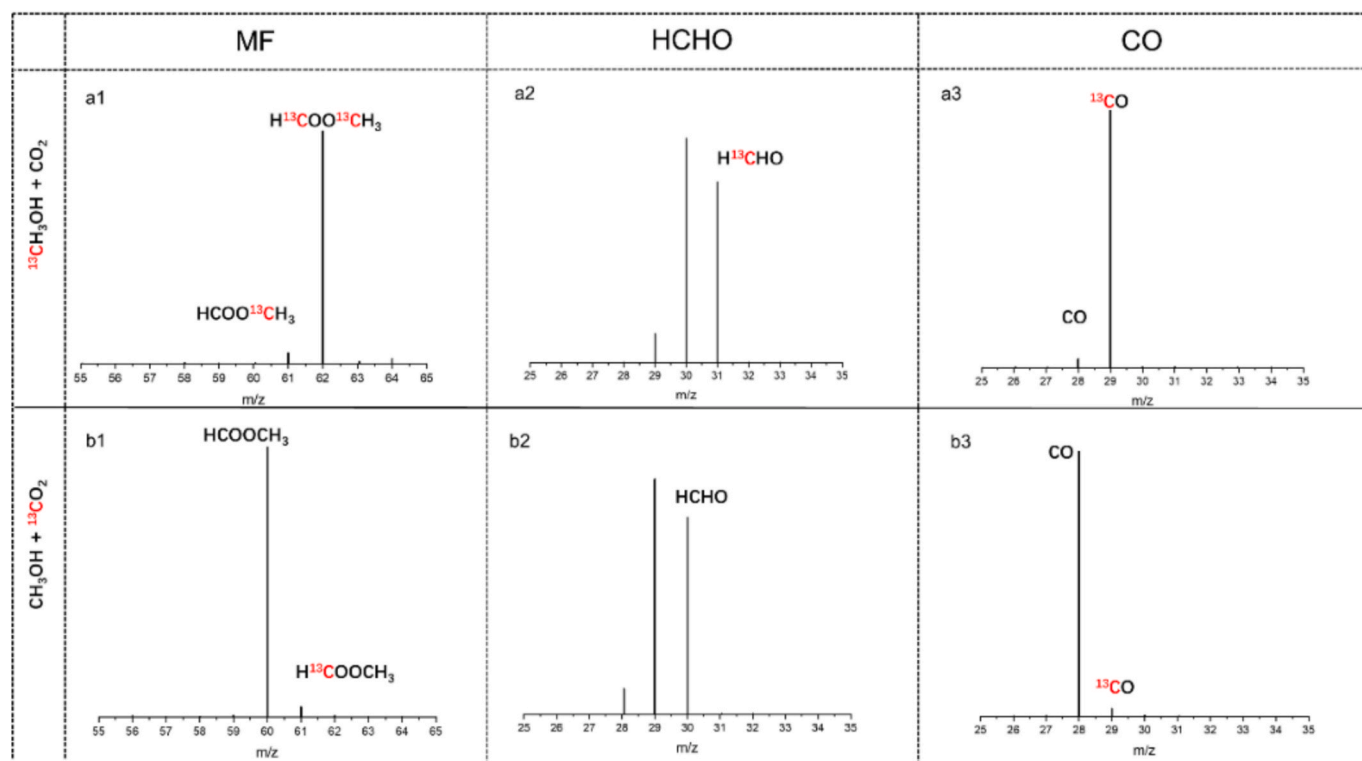 MF
HCHO
CO
¹³CH₃OH + CO₂
a1
H¹³COO¹³CH₃
HCOO¹³CH₃
55 56 57 58 59 60 61 62 63 64 65
m/z
a2
H¹³CHO
25 26 27 28 29 30 31 32 33 34 35
m/z
a3
¹³CO
CO
25 26 27 28 29 30 31 32 33 34 35
m/z
CH₃OH + ¹³CO₂
b1
HCOOCH₃
H¹³COOCH₃
55 56 57 58 59 60 61 62 63 64 65
m/z
b2
HCHO
25 26 27 28 29 30 31 32 33 34 35
m/z
b3
CO
¹³CO
25 26 27 28 29 30 31 32 33 34 35
m/z